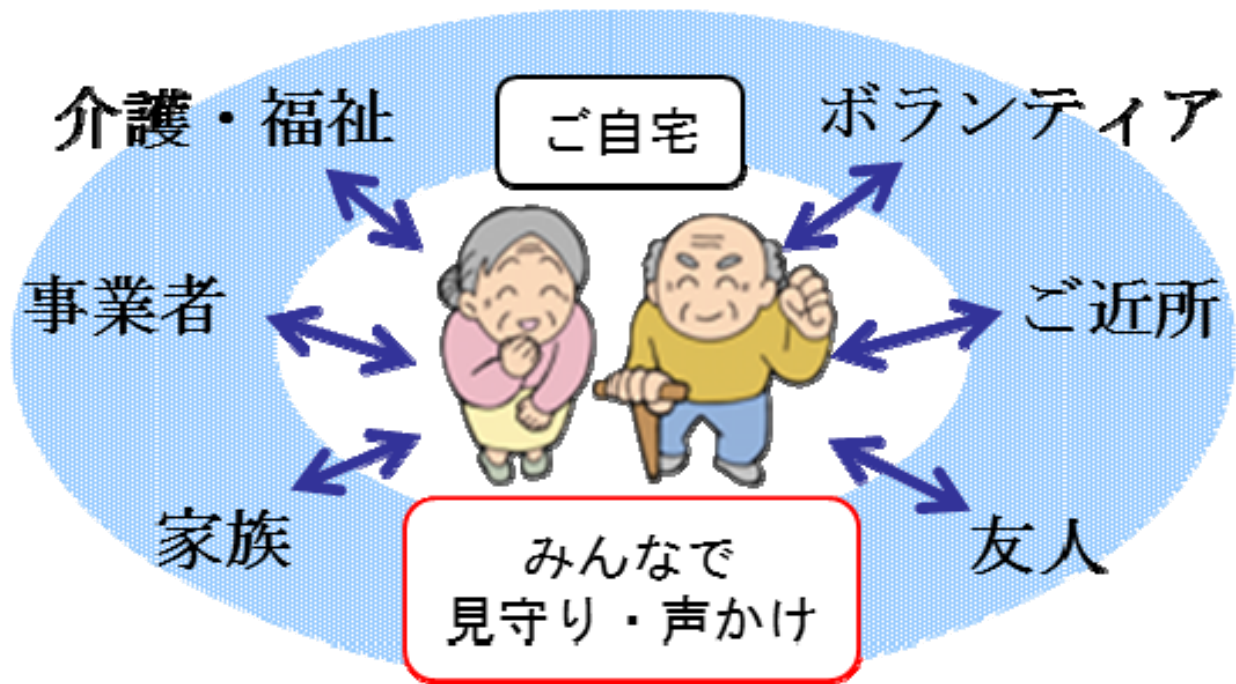 介護・福祉
ご自宅
ボランティア
事業者
ご近所
家族
友人
みんなで
見守り・声かけ